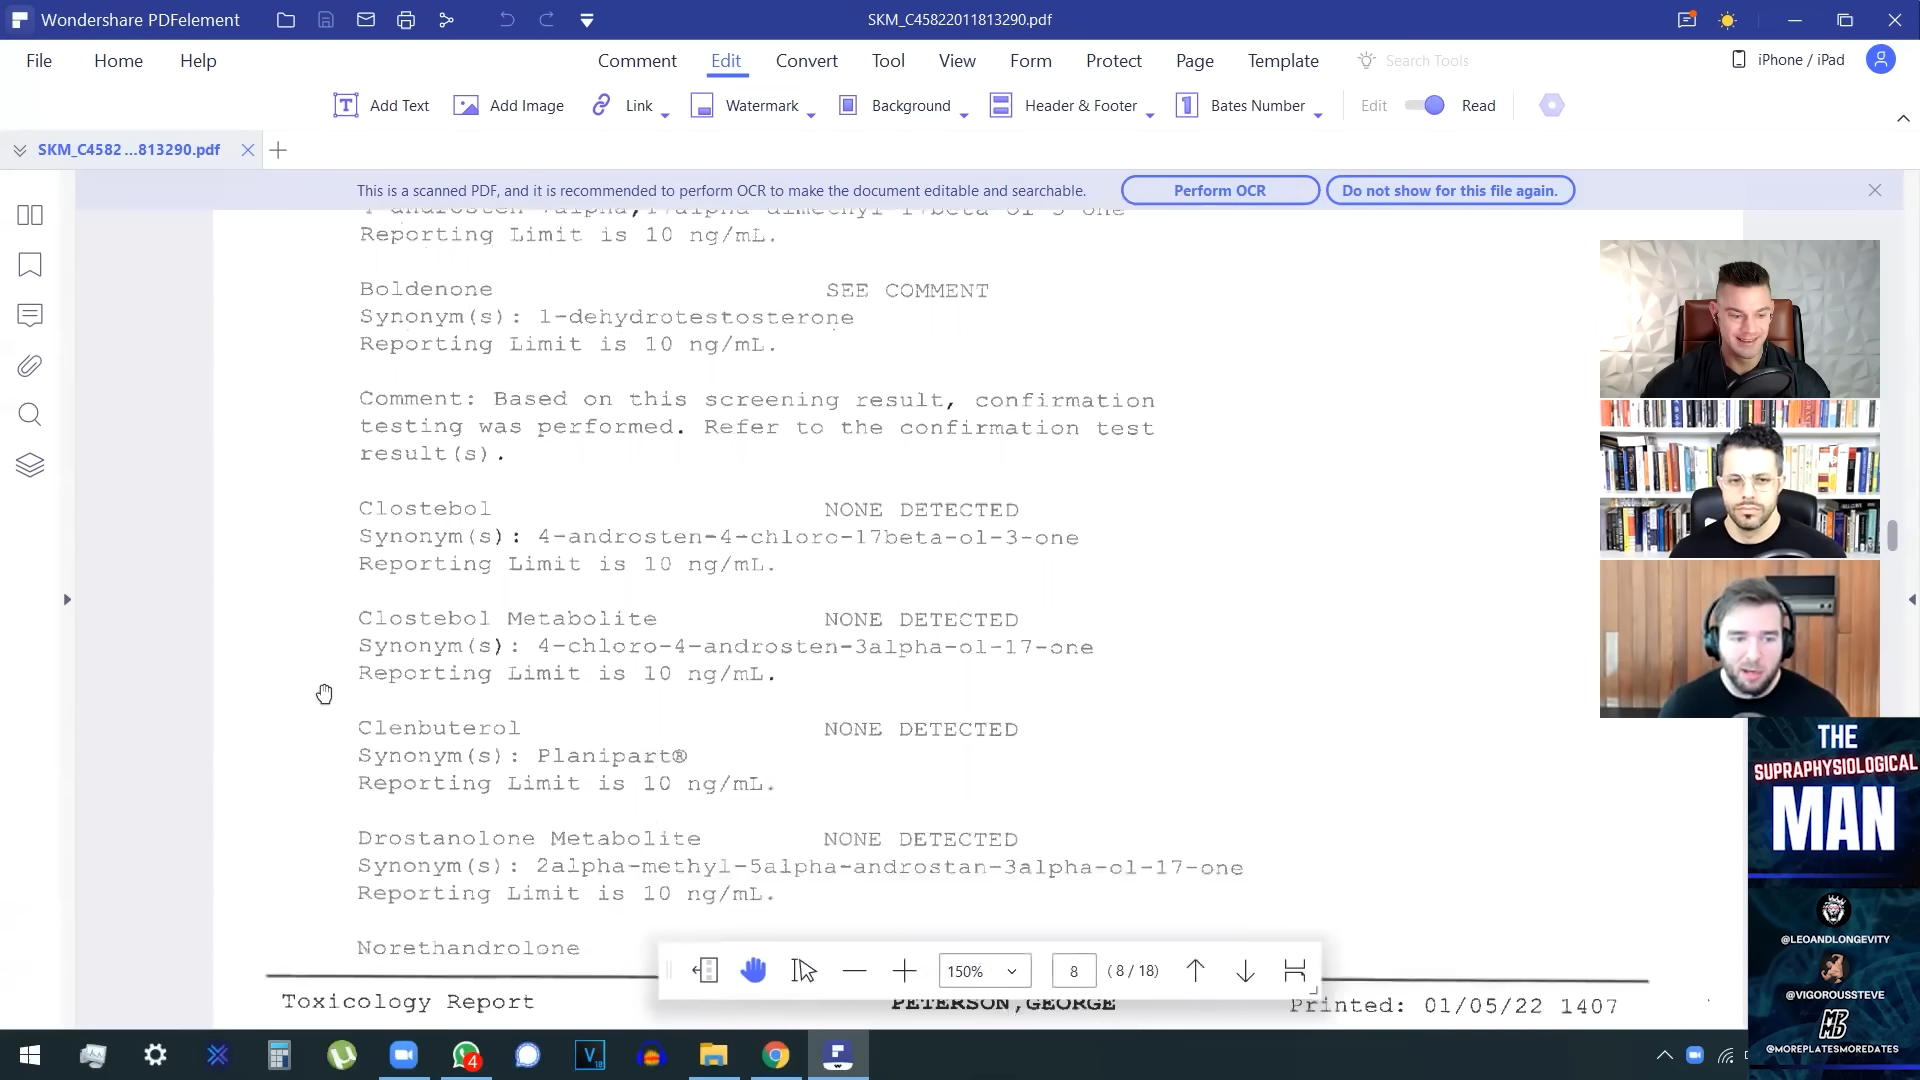 Wondershare PDFelement
SKM_C45822011813290.pdf
File
Home
Help
Comment
Edit
Convert
Tool
View
Form
Protect
Page
Template
Search Tools
iPhone / iPad
Add Text
Add Image
Link
Watermark
Background
Header & Footer
Bates Number
Edit
Read
SKM_C4582 ...813290.pdf
This is a scanned PDF, and it is recommended to perform OCR to make the document editable and searchable.
Perform OCR
Do not show for this file again.
Reporting Limit is 10 ng/mL.
Boldenone SEE COMMENT
Synonym(s): 1-dehydrotestosterone
Reporting Limit is 10 ng/mL.
Comment: Based on this screening result, confirmation
testing was performed. Refer to the confirmation test
result(s).
Clostebol NONE DETECTED
Synonym(s): 4-androsten-4-chloro-17beta-ol-3-one
Reporting Limit is 10 ng/mL.
Clostebol Metabolite NONE DETECTED
Synonym(s): 4-chloro-4-androsten-3alpha-ol-17-one
Reporting Limit is 10 ng/mL.
Clenbuterol NONE DETECTED
Synonym(s): Planipart®
Reporting Limit is 10 ng/mL.
Drostanolone Metabolite NONE DETECTED
Synonym(s): 2alpha-methyl-5alpha-androstan-3alpha-ol-17-one
Reporting Limit is 10 ng/mL.
Norethandrolone
150%
8
(8/18)
Toxicology Report PETERSON,GEORGE Printed: 01/05/22 1407
THE
SUPRAPHYSIOLOGICAL
MAN
@LEOANDLONGEVITY
@VIGOROUSSTEVE
@MOREPLATESMOREDATES
4